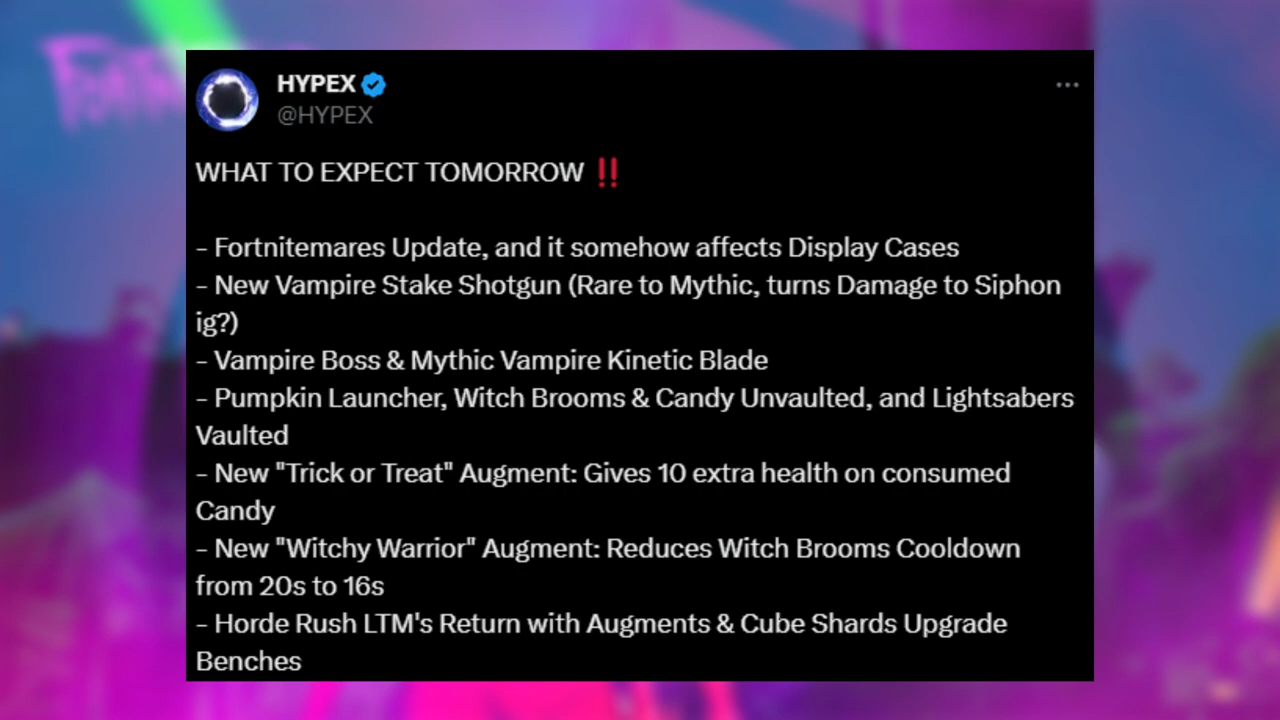 HYPEX
@HYPEX
WHAT TO EXPECT TOMORROW ‼️
- Fortnitemares Update, and it somehow affects Display Cases
- New Vampire Stake Shotgun (Rare to Mythic, turns Damage to Siphon
ig?)
- Vampire Boss & Mythic Vampire Kinetic Blade
- Pumpkin Launcher, Witch Brooms & Candy Unvaulted, and Lightsabers
Vaulted
- New "Trick or Treat" Augment: Gives 10 extra health on consumed
Candy
- New "Witchy Warrior" Augment: Reduces Witch Brooms Cooldown
from 20s to 16s
- Horde Rush LTM's Return with Augments & Cube Shards Upgrade
Benches